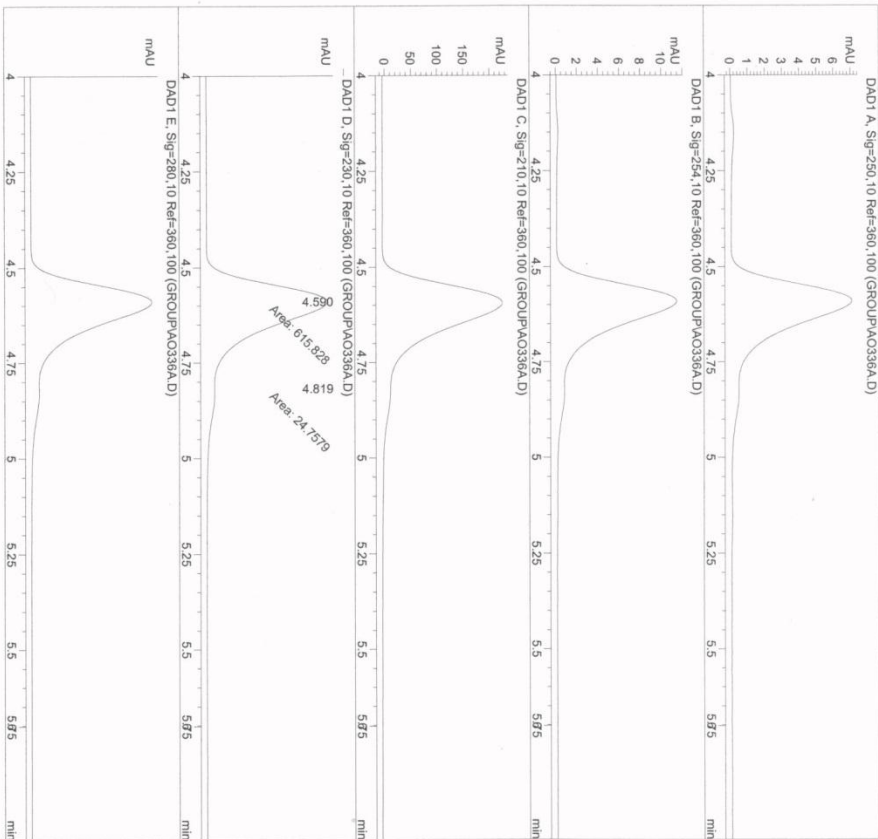 DAD1 A, Sig=250,10 Ref=360,100 (GROUP\AO336A.D)
mAU
6
5
4
3
2
1
0
4 4.25 4.5 4.75 5 5.25 5.5 5.75 min
DAD1 B, Sig=254,10 Ref=360,100 (GROUP\AO336A.D)
mAU
10
8
6
4
2
0
4 4.25 4.5 4.75 5 5.25 5.5 5.75 min
DAD1 C, Sig=210,10 Ref=360,100 (GROUP\AO336A.D)
mAU
150
100
50
0
4 4.25 4.5 4.75 5 5.25 5.5 5.75 min
DAD1 D, Sig=230,10 Ref=360,100 (GROUP\AO336A.D)
mAU
4.590
Area: 615.828
4.819
Area: 24.7579
4 4.25 4.5 4.75 5 5.25 5.5 5.75 min
DAD1 E, Sig=280,10 Ref=360,100 (GROUP\AO336A.D)
mAU
4 4.25 4.5 4.75 5 5.25 5.5 5.75 min